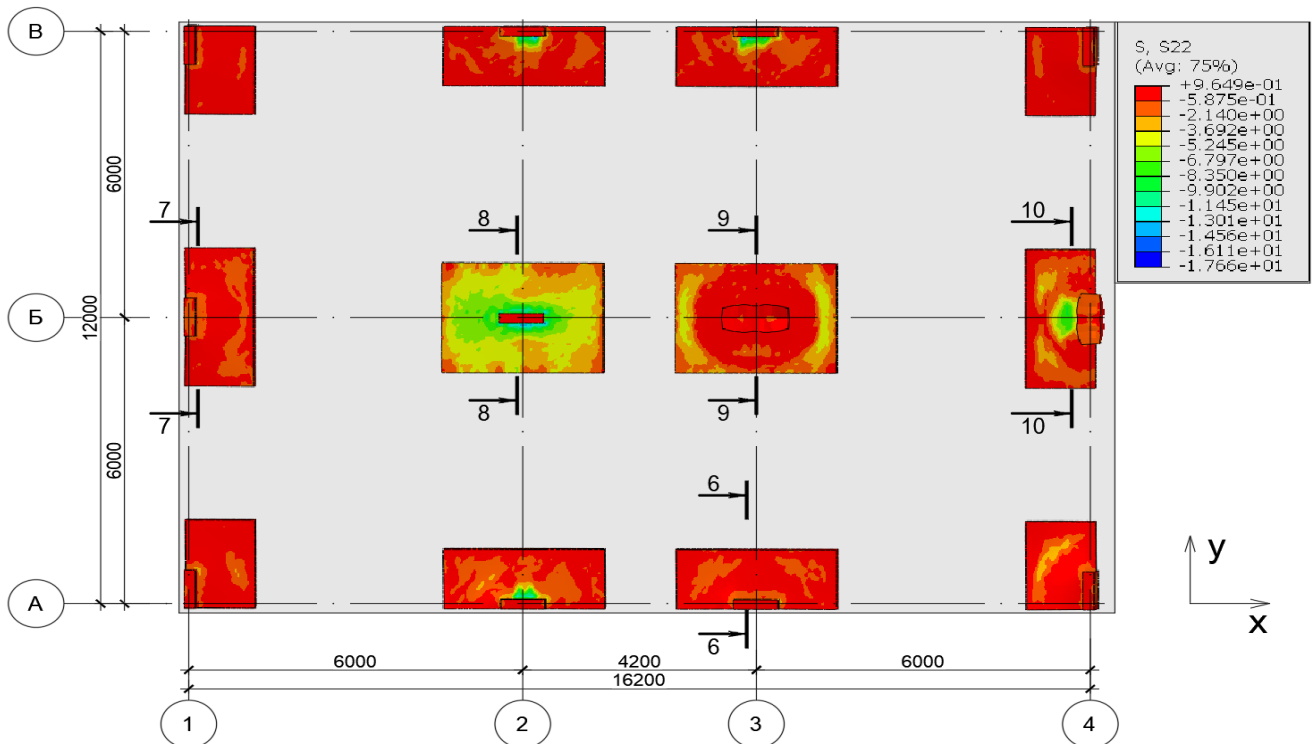 В
S, S22
(Avg: 75%)
+9.649e-01
-5.875e-01
-2.140e+00
-3.692e+00
-5.245e+00
-6.797e+00
-8.350e+00
-9.902e+00
-1.145e+01
-1.301e+01
-1.456e+01
-1.611e+01
-1.766e+01
6000
7
8
9
10
Б
12000
7
8
9
10
6000
6
А
y
x
6
6000
4200
6000
16200
1
2
3
4